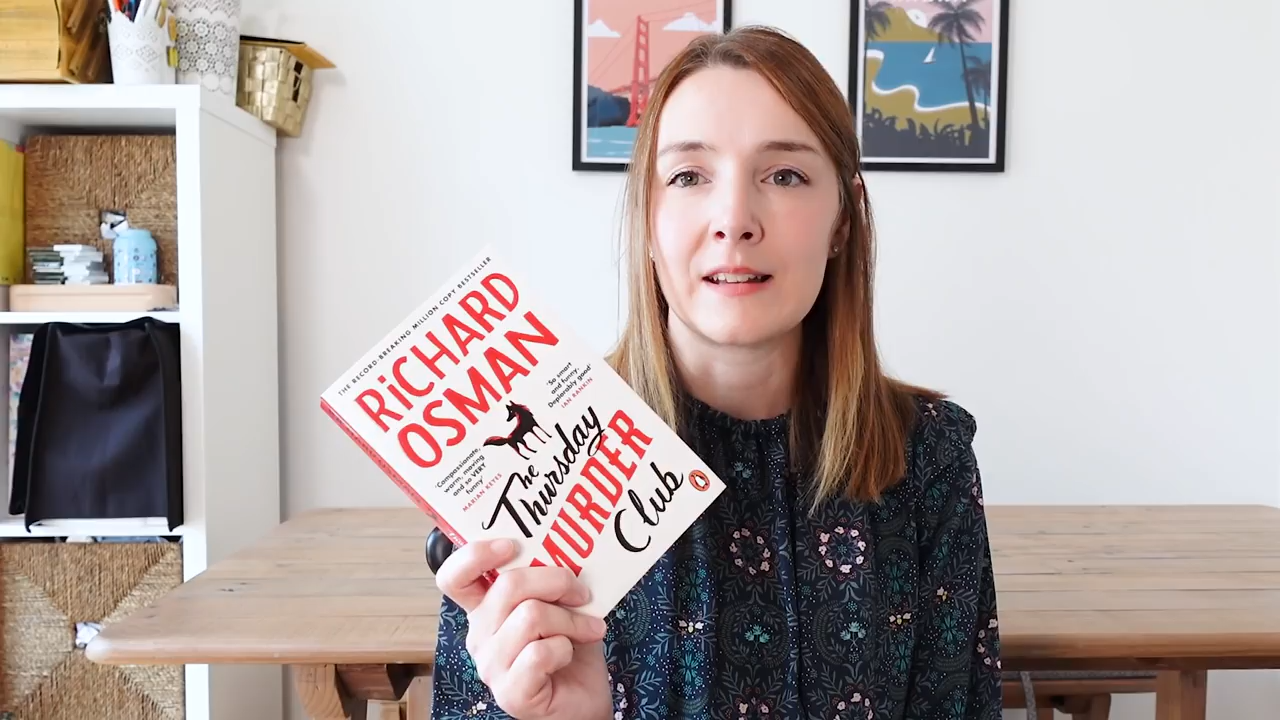 THE RECORD-BREAKING MILLION COPY BESTSELLER
RiCHARD
OSMAN
'So smart
and funny.
Deplorably good'
IAN RANKIN
'Compassionate,
warm, moving
and so VERY
funny'
MARIAN KEYES
The
Thursday
MURDER
Club